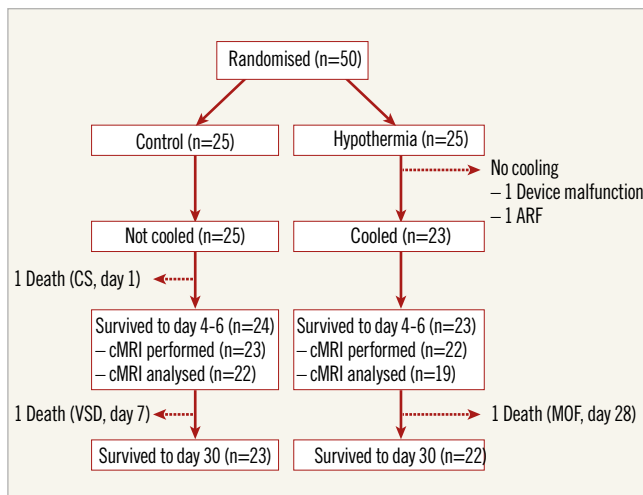 Randomised (n=50)
Control (n=25)
Hypothermia (n=25)
No cooling
– 1 Device malfunction
– 1 ARF
Not cooled (n=25)
Cooled (n=23)
1 Death (CS, day 1)
Survived to day 4-6 (n=24)
– cMRI performed (n=23)
– cMRI analysed (n=22)
Survived to day 4-6 (n=23)
– cMRI performed (n=22)
– cMRI analysed (n=19)
1 Death (VSD, day 7)
1 Death (MOF, day 28)
Survived to day 30 (n=23)
Survived to day 30 (n=22)